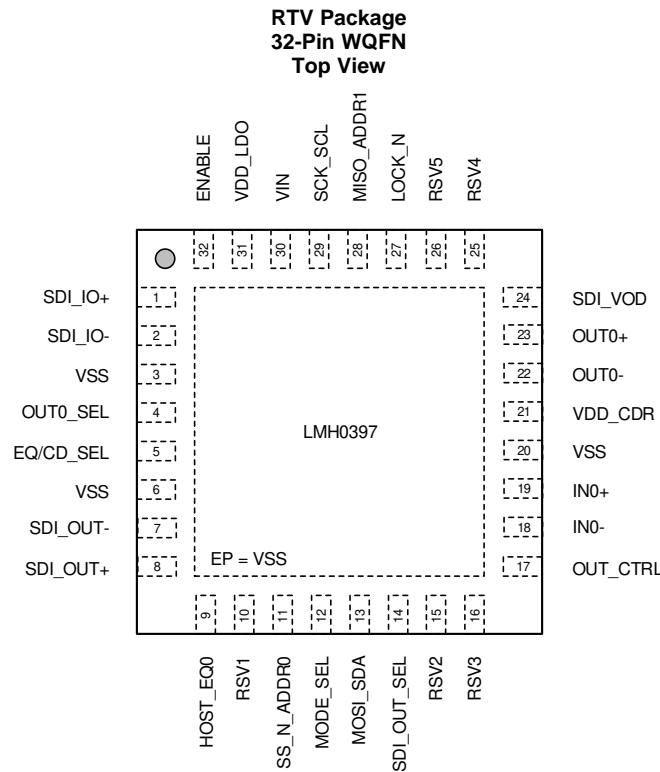 RTV Package
32-Pin WQFN
Top View
ENABLE
VDD_LDO
VIN
SCK_SCL
MISO_ADDR1
LOCK_N
RSV5
RSV4
32
31
30
29
28
27
26
25
SDI_IO+ 1
SDI_IO- 2
VSS 3
OUT0_SEL 4
EQ/CD_SEL 5
VSS 6
SDI_OUT- 7
SDI_OUT+ 8
LMH0397
EP = VSS
24 SDI_VOD
23 OUT0+
22 OUT0-
21 VDD_CDR
20 VSS
19 IN0+
18 IN0-
17 OUT_CTRL
9
10
11
12
13
14
15
16
HOST_EQ0
RSV1
SS_N_ADDR0
MODE_SEL
MOSI_SDA
SDI_OUT_SEL
RSV2
RSV3